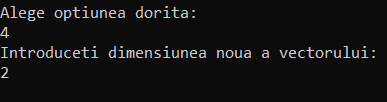 Alege optiunea dorita:
4
Introduceti dimensiunea noua a vectorului:
2